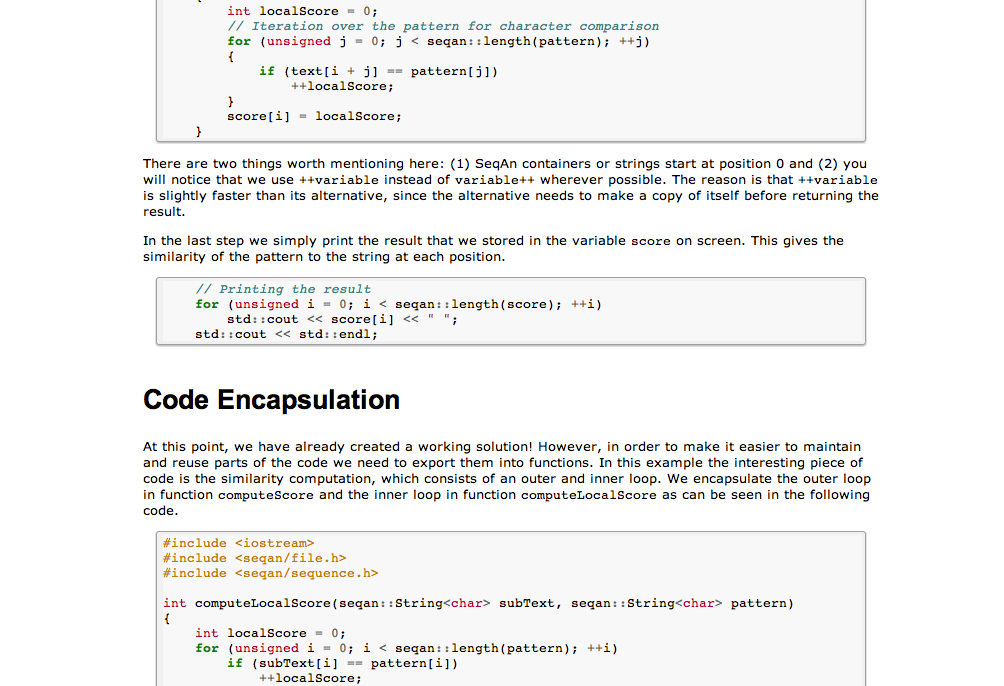 int localScore = 0;
// Iteration over the pattern for character comparison
for (unsigned j = 0; j < seqan::length(pattern); ++j)
{
if (text[i + j] == pattern[j])
++localScore;
}
score[i] = localScore;
}
There are two things worth mentioning here: (1) SeqAn containers or strings start at position 0 and (2) you
will notice that we use ++variable instead of variable++ wherever possible. The reason is that ++variable
is slightly faster than its alternative, since the alternative needs to make a copy of itself before returning the
result.
In the last step we simply print the result that we stored in the variable score on screen. This gives the
similarity of the pattern to the string at each position.
// Printing the result
for (unsigned i = 0; i < seqan::length(score); ++i)
std::cout << score[i] << " ";
std::cout << std::endl;
Code Encapsulation
At this point, we have already created a working solution! However, in order to make it easier to maintain
and reuse parts of the code we need to export them into functions. In this example the interesting piece of
code is the similarity computation, which consists of an outer and inner loop. We encapsulate the outer loop
in function computeScore and the inner loop in function computeLocalScore as can be seen in the following
code.
#include <iostream>
#include <seqan/file.h>
#include <seqan/sequence.h>
int computeLocalScore(seqan::String<char> subText, seqan::String<char> pattern)
{
int localScore = 0;
for (unsigned i = 0; i < seqan::length(pattern); ++i)
if (subText[i] == pattern[i])
++localScore;